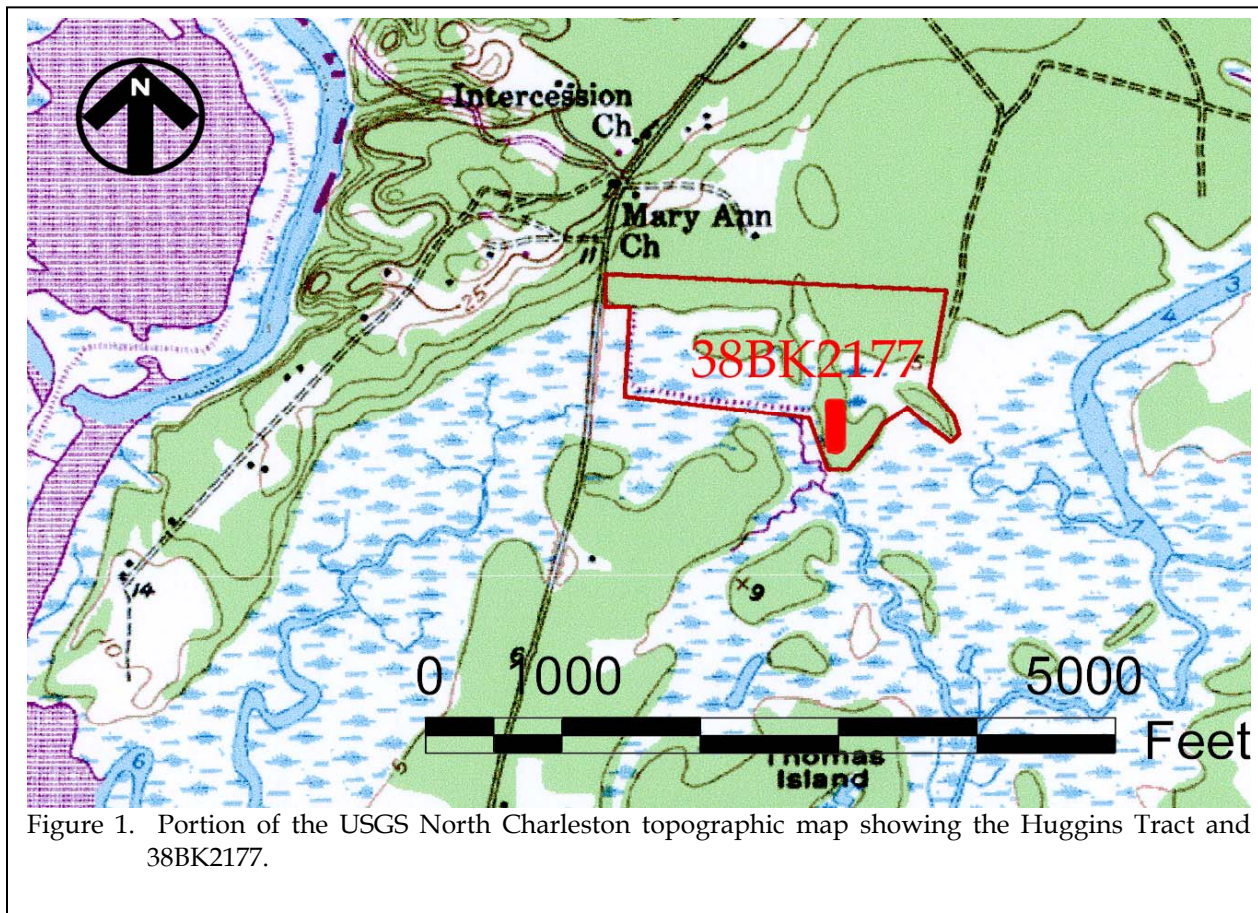 N
Intercession
Ch
Mary Ann
Ch
11
25
3
4
38BK2177
5
7
9
14
10
6
0 1000 5000
Feet
5
6
Thomas
Island
Figure 1. Portion of the USGS North Charleston topographic map showing the Huggins Tract and
38BK2177.